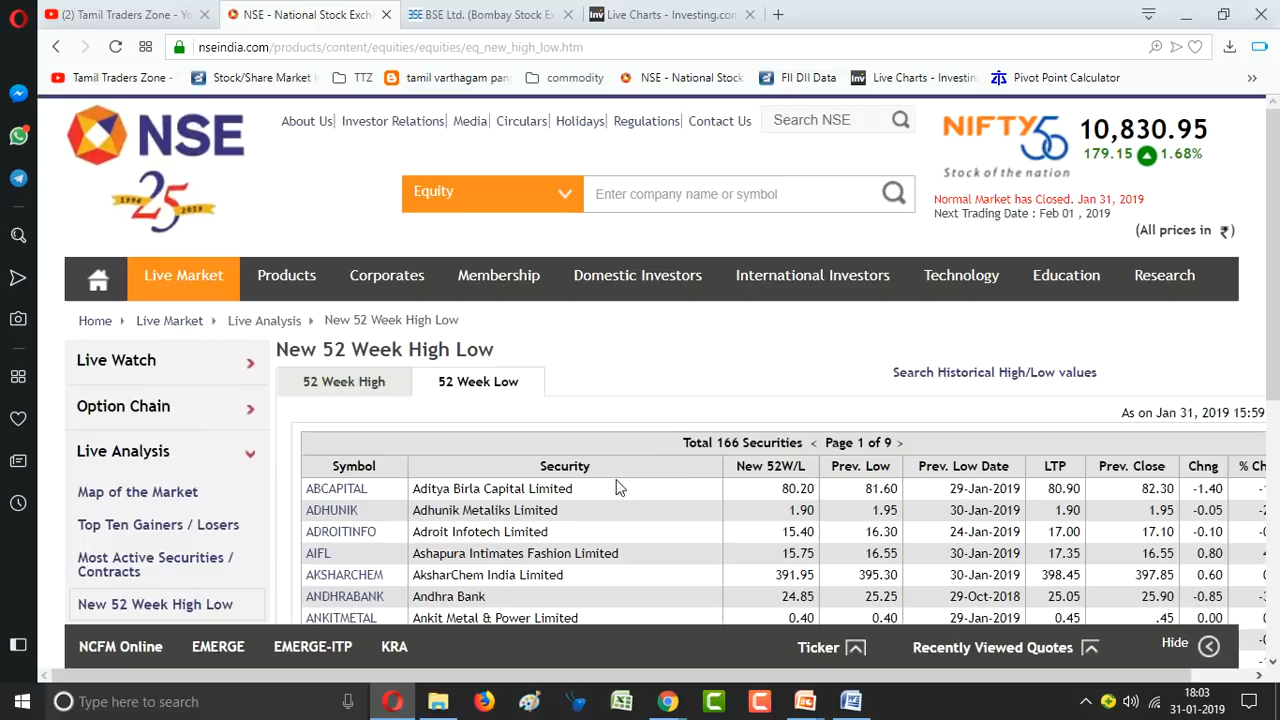 (2) Tamil Traders Zone - Yo
NSE - National Stock Excha
BSE Ltd. (Bombay Stock Ex
Live Charts - Investing.com
nseindia.com/products/content/equities/equities/eq_new_high_low.htm
Tamil Traders Zone -
Stock/Share Market
TTZ
tamil varthagam pan
commodity
NSE - National Stock
FII DII Data
Live Charts - Investin
Pivot Point Calculator
NSE
1994 25 2019
About Us| Investor Relations| Media| Circulars| Holidays| Regulations| Contact Us
Search NSE
NIFTY50
Stock of the nation
10,830.95
179.15 1.68%
Equity
Enter company name or symbol
Normal Market has Closed. Jan 31, 2019
Next Trading Date : Feb 01 , 2019
(All prices in ₹)
Live Market Products Corporates Membership Domestic Investors International Investors Technology Education Research
Home Live Market Live Analysis New 52 Week High Low
Live Watch
Option Chain
Live Analysis
Map of the Market
Top Ten Gainers / Losers
Most Active Securities /
Contracts
New 52 Week High Low
New 52 Week High Low
52 Week High 52 Week Low
Search Historical High/Low values
As on Jan 31, 2019 15:59
Total 166 Securities < Page 1 of 9 >
Symbol Security New 52W/L Prev. Low Prev. Low Date LTP Prev. Close Chng % Ch
ABCAPITAL Aditya Birla Capital Limited 80.20 81.60 29-Jan-2019 80.90 82.30 -1.40 -1
ADHUNIK Adhunik Metaliks Limited 1.90 1.95 30-Jan-2019 1.90 1.95 -0.05 -2
ADROITINFO Adroit Infotech Limited 15.40 16.30 24-Jan-2019 17.00 17.10 -0.10 -0
AIFL Ashapura Intimates Fashion Limited 15.75 16.55 30-Jan-2019 17.35 16.55 0.80 4
AKSHARCHEM AksharChem India Limited 391.95 395.30 30-Jan-2019 398.45 397.85 0.60 0
ANDHRABANK Andhra Bank 24.85 25.25 29-Oct-2018 25.05 25.90 -0.85 -3
ANKITMETAL Ankit Metal & Power Limited 0.40 0.40 29-Jan-2019 0.45 .45 0.00 0
NCFM Online EMERGE EMERGE-ITP KRA
Ticker Recently Viewed Quotes Hide
Type here to search
18:03
31-01-2019